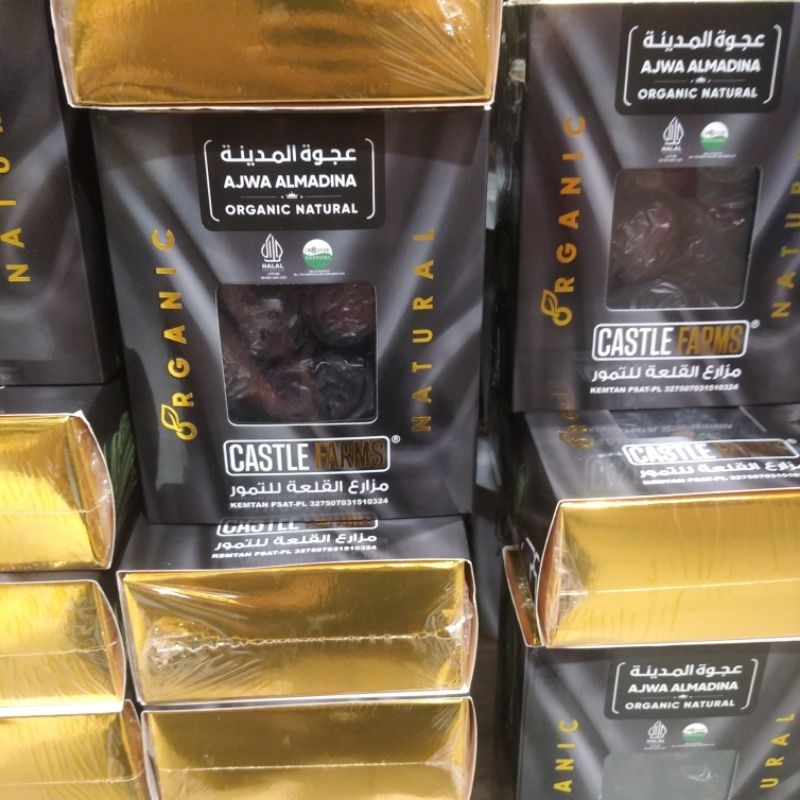 عجوة المدينة
AJWA ALMADINA
ORGANIC NATURAL
HALAL
ORGANIC
NATURAL
CASTLE FARMS®
مزارع القلعة للتمور
KEMTAN PSAT-PL 327507031510324
CASTLE FARMS
مزارع القلعة للتمور
KEMTAN PSAT-PL 327507031510324
عجوة المدينة
AJWA ALMADINA
ORGANIC NATURAL
HALAL
ORGANIC
CASTLE FARMS®
مزارع القلعة للتمور
KEMTAN PSAT-PL 327507031510324
CASTLE FARMS
مزارع القلعة للتمور
KEMTAN PSAT-PL 327507031510324
عجوة المدينة
AJWA ALMADINA
ORGANIC NATURAL